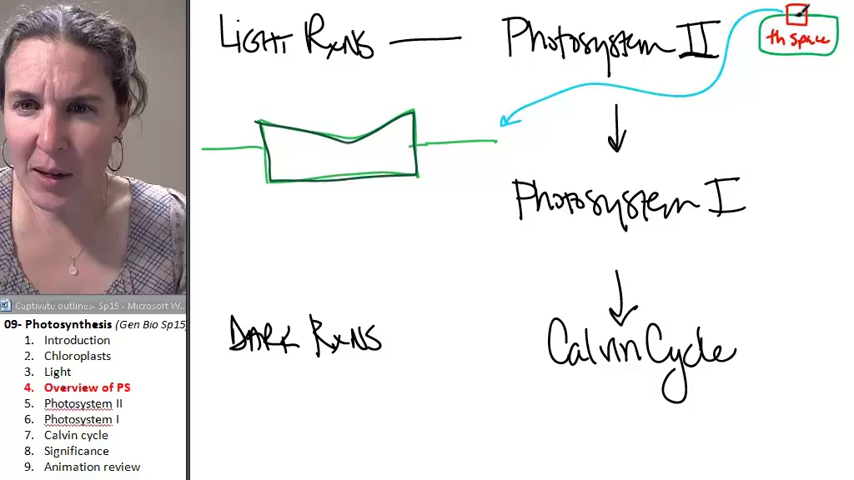 LIGHT RXNS — Photosystem II
th space
Photosystem I
DARK RXNS
Calvin Cycle
Captivate outlines- Sp15 - Microsoft W.
09- Photosynthesis (Gen Bio Sp15)
1. Introduction
2. Chloroplasts
3. Light
4. Overview of PS
5. Photosystem II
6. Photosystem I
7. Calvin cycle
8. Significance
9. Animation review